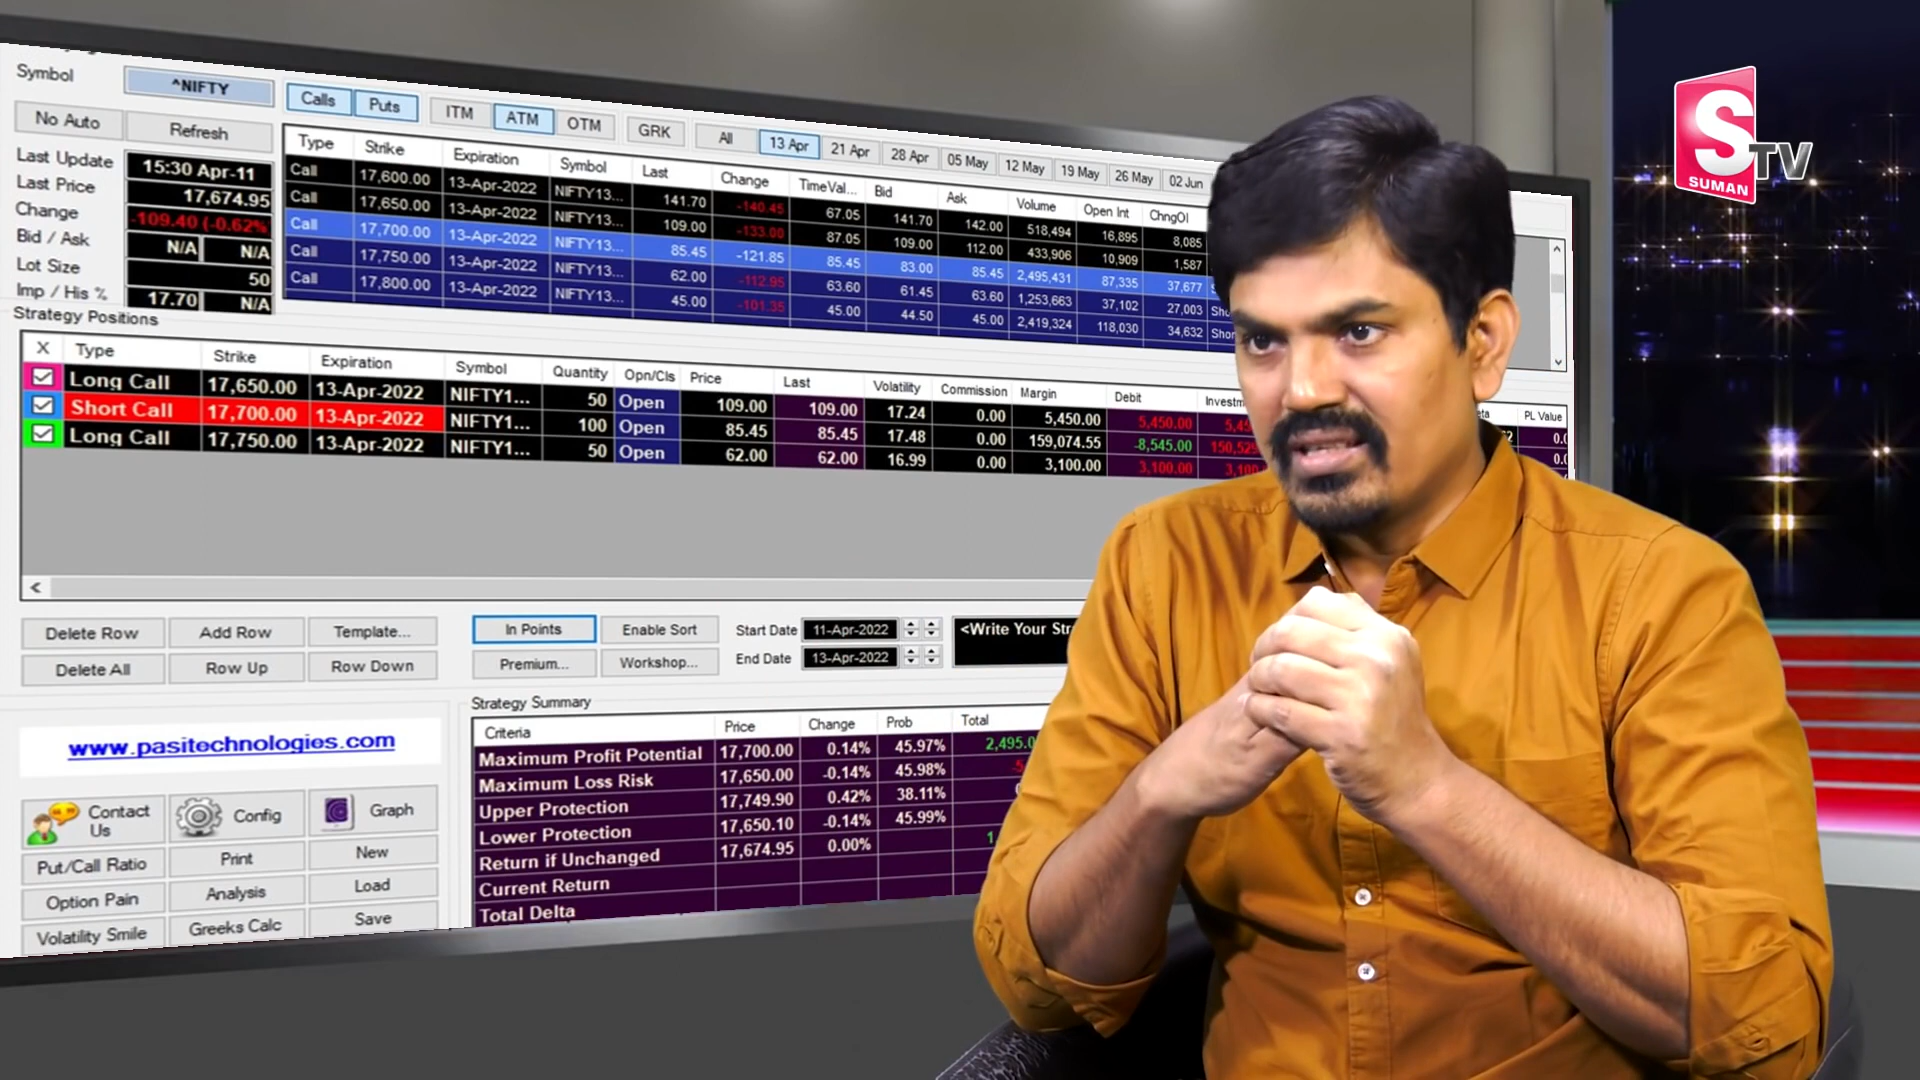 Symbol ^NIFTY Calls Puts ITM ATM OTM GRK All 13 Apr 21 Apr 28 Apr 05 May 12 May 19 May 26 May 02 Jun
No Auto Refresh
Last Update 15:30 Apr-11
Last Price 17,674.95
Change -109.40 (-0.62%
Bid / Ask N/A N/A
Lot Size 50
Imp / His % 17.70 N/A
Type Strike Expiration Symbol Last Change TimeVal... Bid Ask Volume Open Int ChngOI
Call 17,600.00 13-Apr-2022 NIFTY13... 141.70 -140.45 67.05 141.70 142.00 518,494 16,895 8,085
Call 17,650.00 13-Apr-2022 NIFTY13... 109.00 -133.00 87.05 109.00 112.00 433,906 10,909 1,587
Call 17,700.00 13-Apr-2022 NIFTY13... 85.45 -121.85 85.45 83.00 85.45 2,495,431 87,335 37,677
Call 17,750.00 13-Apr-2022 NIFTY13... 62.00 -112.95 63.60 61.45 63.60 1,253,663 37,102 27,003
Call 17,800.00 13-Apr-2022 NIFTY13... 45.00 -101.35 45.00 44.50 45.00 2,419,324 118,030 34,632
Strategy Positions
X Type Strike Expiration Symbol Quantity Opn/Cls Price Last Volatility Commission Margin Debit PL Value
Long Call 17,650.00 13-Apr-2022 NIFTY1... 50 Open 109.00 109.00 17.24 0.00 5,450.00 5,450.00
Short Call 17,700.00 13-Apr-2022 NIFTY1... 100 Open 85.45 85.45 17.48 0.00 159,074.55 -8,545.00
Long Call 17,750.00 13-Apr-2022 NIFTY1... 50 Open 62.00 62.00 16.99 0.00 3,100.00 3,100.00
Delete Row Add Row Template... In Points Enable Sort Start Date 11-Apr-2022 <Write Your
Delete All Row Up Row Down Premium... Workshop... End Date 13-Apr-2022
www.pasitechnologies.com
Contact Us Config Graph
Put/Call Ratio Print New
Option Pain Analysis Load
Volatility Smile Greeks Calc Save
Strategy Summary
Criteria Price Change Prob Total
Maximum Profit Potential 17,700.00 0.14% 45.97% 2,495.0
Maximum Loss Risk 17,650.00 -0.14% 45.98%
Upper Protection 17,749.90 0.42% 38.11%
Lower Protection 17,650.10 -0.14% 45.99%
Return if Unchanged 17,674.95 0.00%
Current Return
Total Delta
S TV
SUMAN